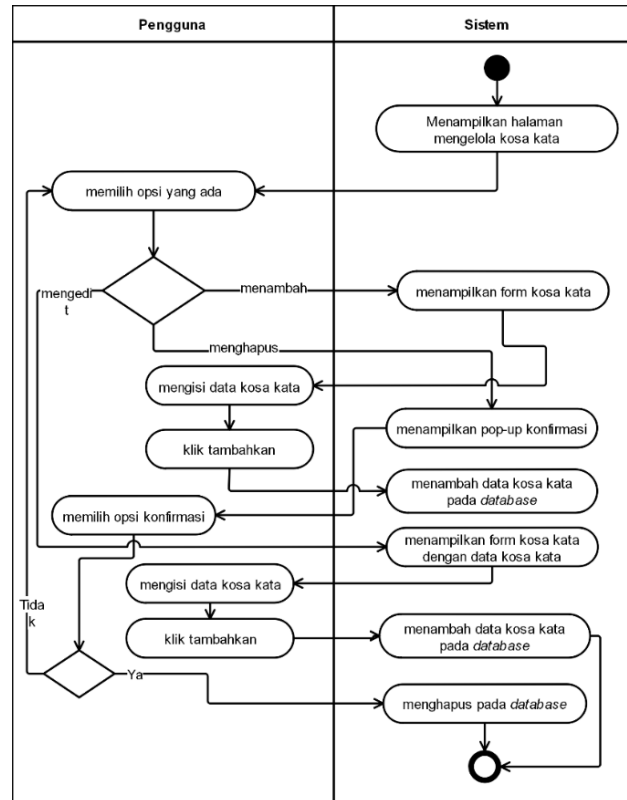 Pengguna
Sistem
Menampilkan halaman
mengelola kosa kata
memilih opsi yang ada
mengedi
t
menambah
menampilkan form kosa kata
menghapus
mengisi data kosa kata
menampilkan pop-up konfirmasi
klik tambahkan
menambah data kosa kata
pada database
memilih opsi konfirmasi
menampilkan form kosa kata
dengan data kosa kata
mengisi data kosa kata
Tida
k
klik tambahkan
menambah data kosa kata
pada database
Ya
menghapus pada database